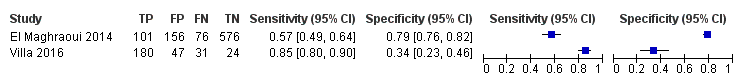 Study TP FP FN TN Sensitivity (95% CI) Specificity (95% CI) Sensitivity (95% CI) Specificity (95% CI)
El Maghraoui 2014 101 156 76 576 0.57 [0.49, 0.64] 0.79 [0.76, 0.82]
Villa 2016 180 47 31 24 0.85 [0.80, 0.90] 0.34 [0.23, 0.46]
0 0.2 0.4 0.6 0.8 1 0 0.2 0.4 0.6 0.8 1